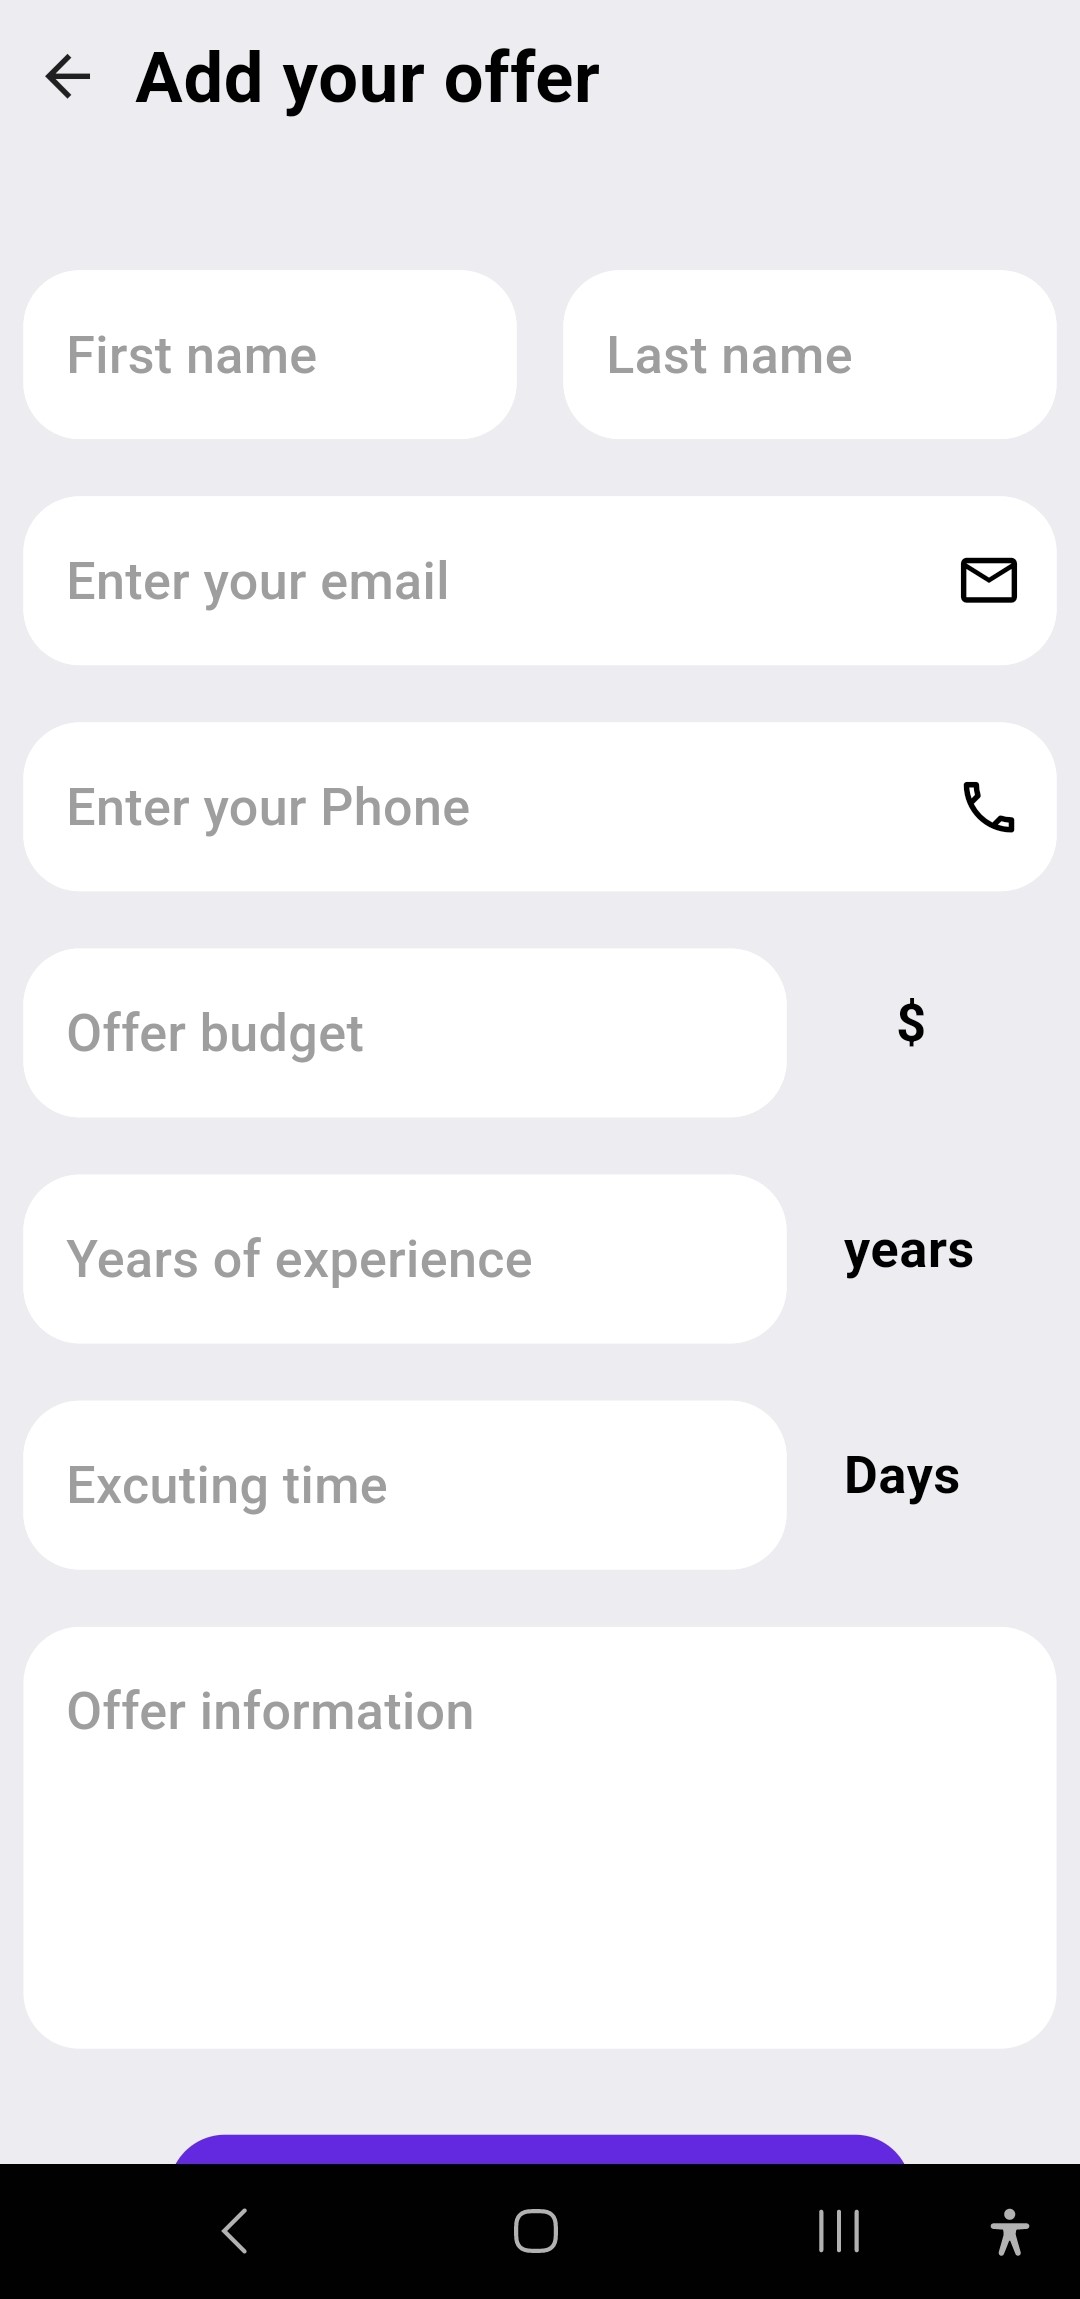 Add your offer
First name
Last name
Enter your email
Enter your Phone
Offer budget
$
Years of experience
years
Excuting time
Days
Offer information